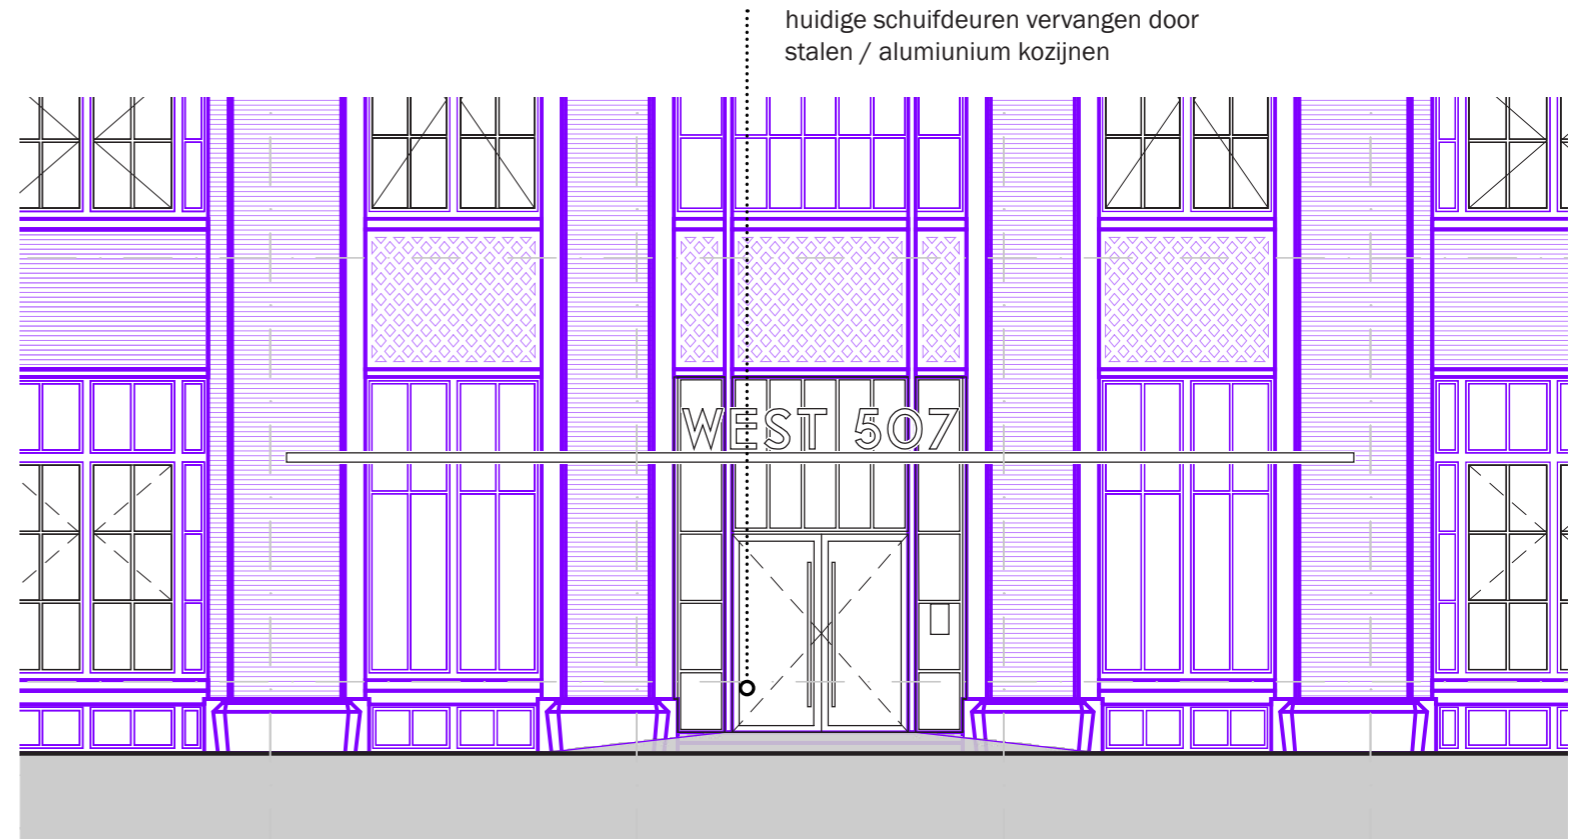 huidige schuifdeuren vervangen door
stalen / alumiunium kozijnen
WEST 507